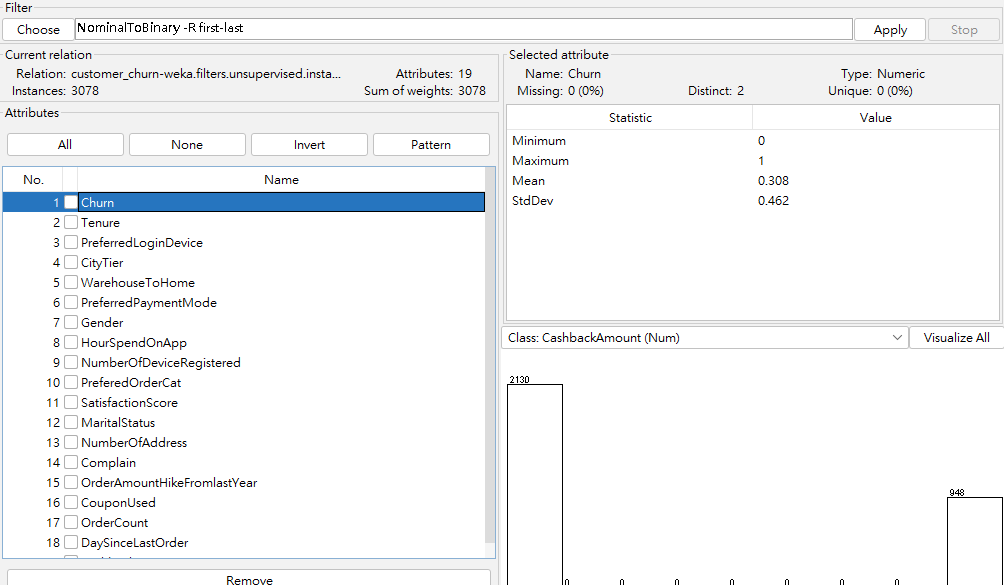 Filter
Choose NominalToBinary -R first-last Apply Stop
Current relation
Relation: customer_churn-weka.filters.unsupervised.insta... Attributes: 19
Instances: 3078 Sum of weights: 3078
Attributes
All None Invert Pattern
No. Name
1 Churn
2 Tenure
3 PreferredLoginDevice
4 CityTier
5 WarehouseToHome
6 PreferredPaymentMode
7 Gender
8 HourSpendOnApp
9 NumberOfDeviceRegistered
10 PreferedOrderCat
11 SatisfactionScore
12 MaritalStatus
13 NumberOfAddress
14 Complain
15 OrderAmountHikeFromlastYear
16 CouponUsed
17 OrderCount
18 DaySinceLastOrder
Remove
Selected attribute
Name: Churn Type: Numeric
Missing: 0 (0%) Distinct: 2 Unique: 0 (0%)
Statistic Value
Minimum 0
Maximum 1
Mean 0.308
StdDev 0.462
Class: CashbackAmount (Num) Visualize All
2130
948
0 0 0 0 0 0 0